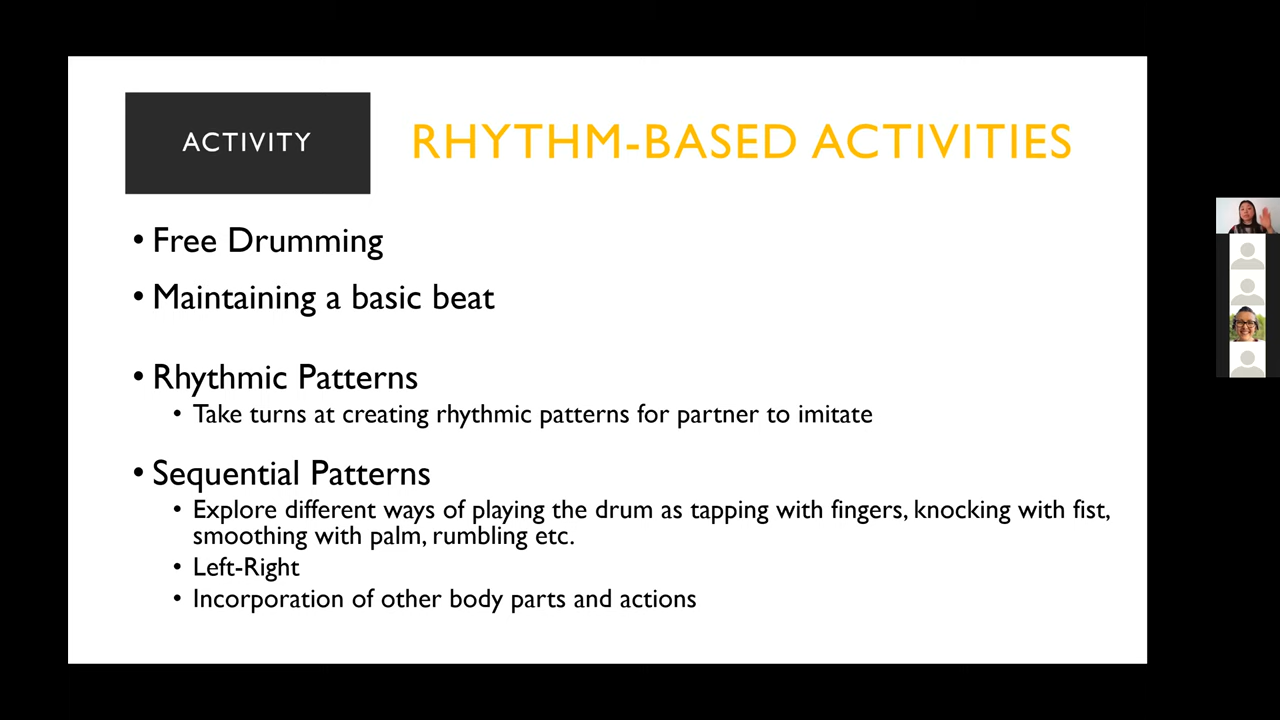 ACTIVITY
RHYTHM-BASED ACTIVITIES
• Free Drumming
• Maintaining a basic beat
• Rhythmic Patterns
• Take turns at creating rhythmic patterns for partner to imitate
• Sequential Patterns
• Explore different ways of playing the drum as tapping with fingers, knocking with fist,
smoothing with palm, rumbling etc.
• Left-Right
• Incorporation of other body parts and actions